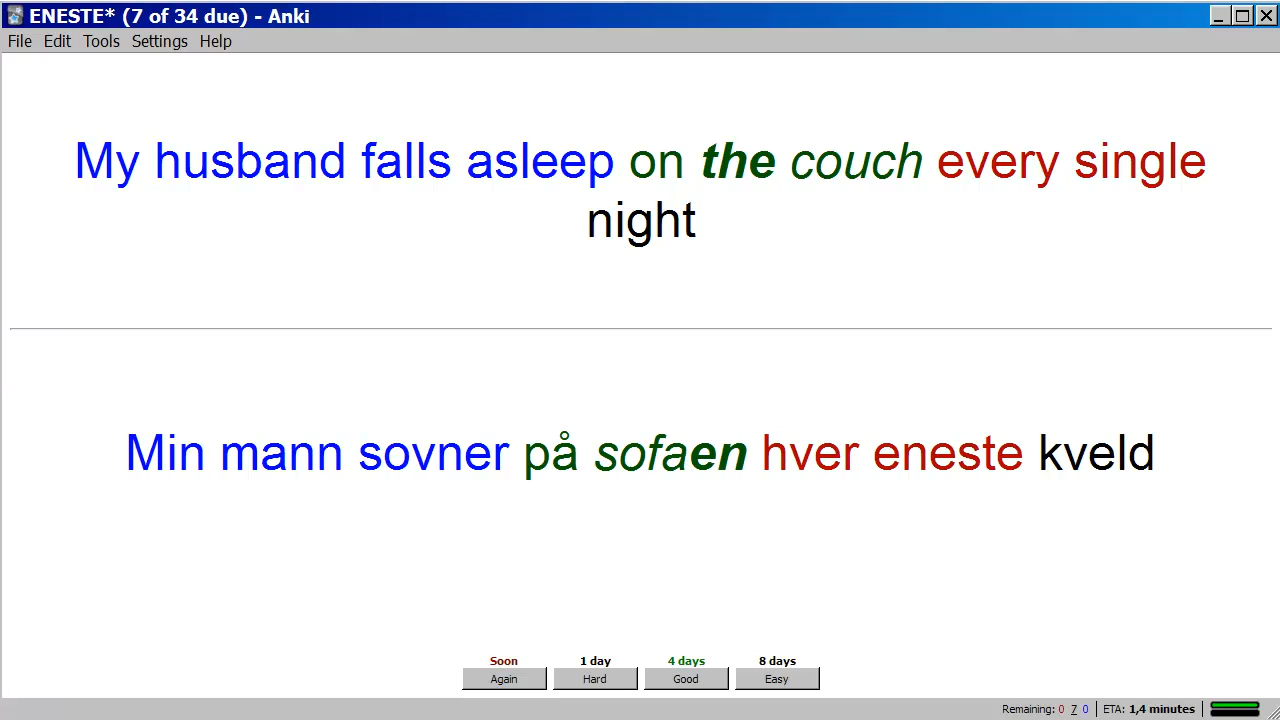 ENESTE* (7 of 34 due) - Anki
File Edit Tools Settings Help
My husband falls asleep on the couch every single
night
Min mann sovner på sofaen hver eneste kveld
Soon 1 day 4 days 8 days
Again Hard Good Easy
Remaining: 0 7 0 ETA: 1,4 minutes